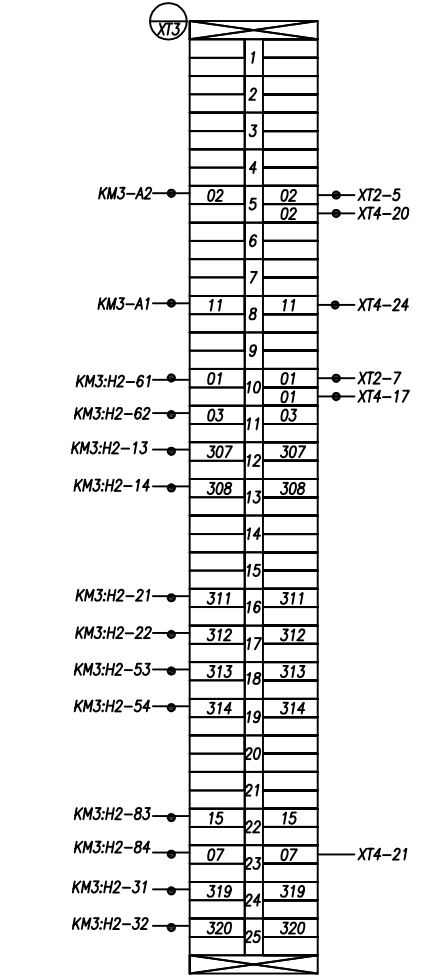 XT3
1
2
3
4
KM3-A2 02 5 02 XT2-5
02 XT4-20
6
7
KM3-A1 11 8 11 XT4-24
9
KM3:H2-61 01 10 01 XT2-7
01 XT4-17
KM3:H2-62 03 11 03
KM3:H2-13 307 12 307
KM3:H2-14 308 13 308
14
15
KM3:H2-21 311 16 311
KM3:H2-22 312 17 312
KM3:H2-53 313 18 313
KM3:H2-54 314 19 314
20
21
KM3:H2-83 15 22 15
KM3:H2-84 07 23 07 XT4-21
KM3:H2-31 319 24 319
KM3:H2-32 320 25 320